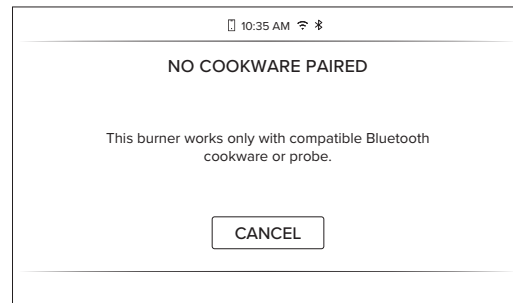 10:35 AM
NO COOKWARE PAIRED
This burner works only with compatible Bluetooth
cookware or probe.
CANCEL